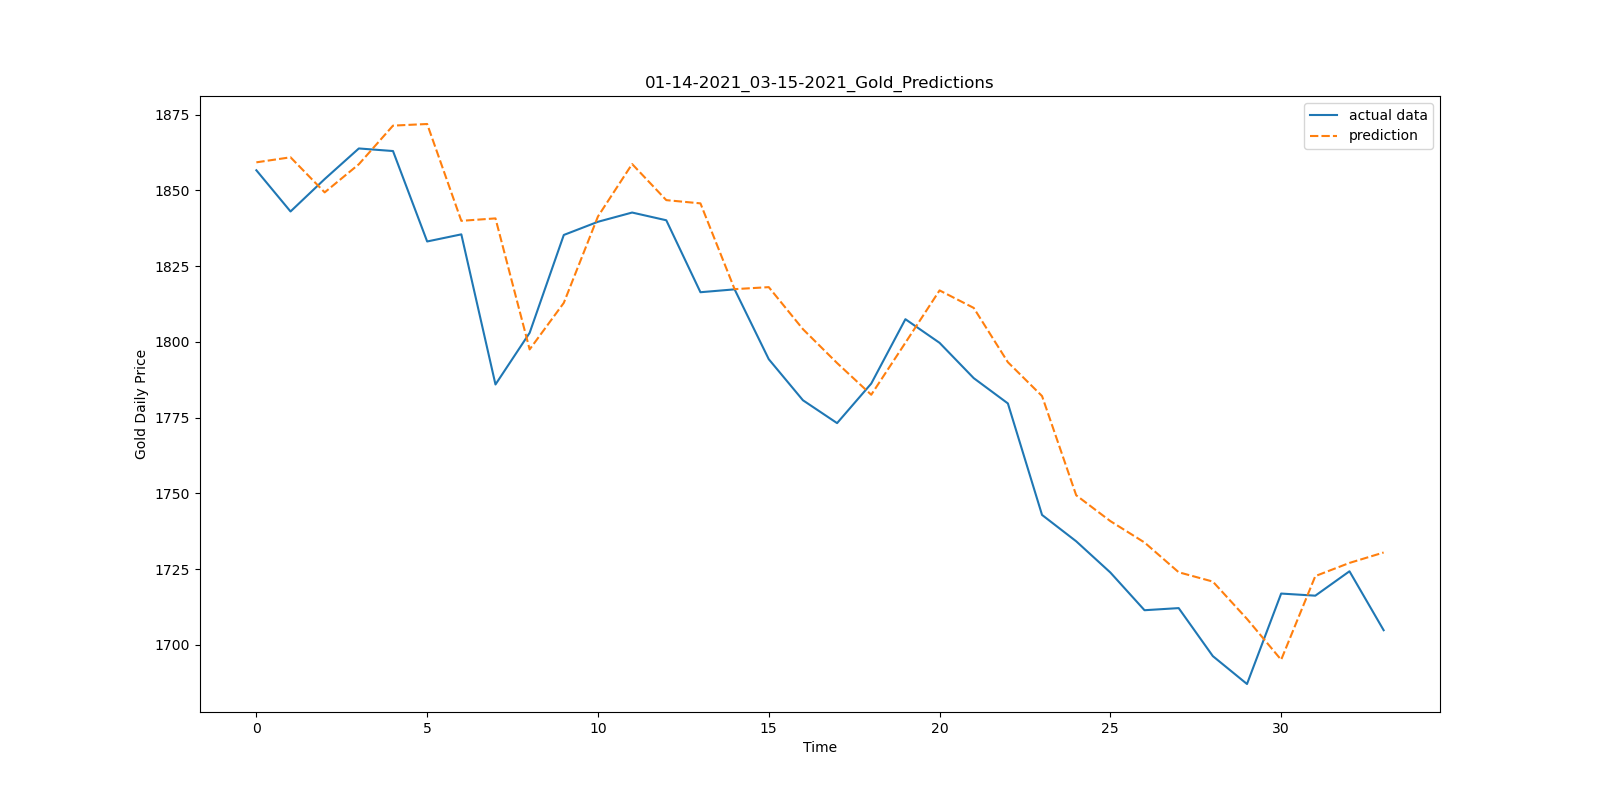 01-14-2021_03-15-2021_Gold_Predictions
actual data
prediction
1875
1850
1825
1800
1775
1750
1725
1700
Gold Daily Price
0 5 10 15 20 25 30
Time